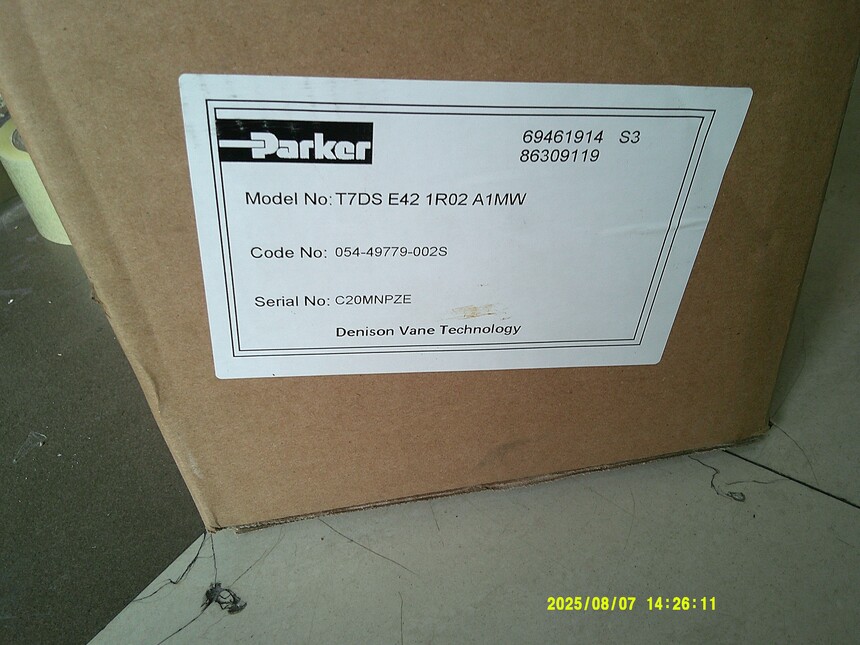 Parker
69461914 S3
86309119
Model No: T7DS E42 1R02 A1MW
Code No: 054-49779-002S
Serial No: C20MNPZE
Denison Vane Technology
2025/08/07 14:26:11